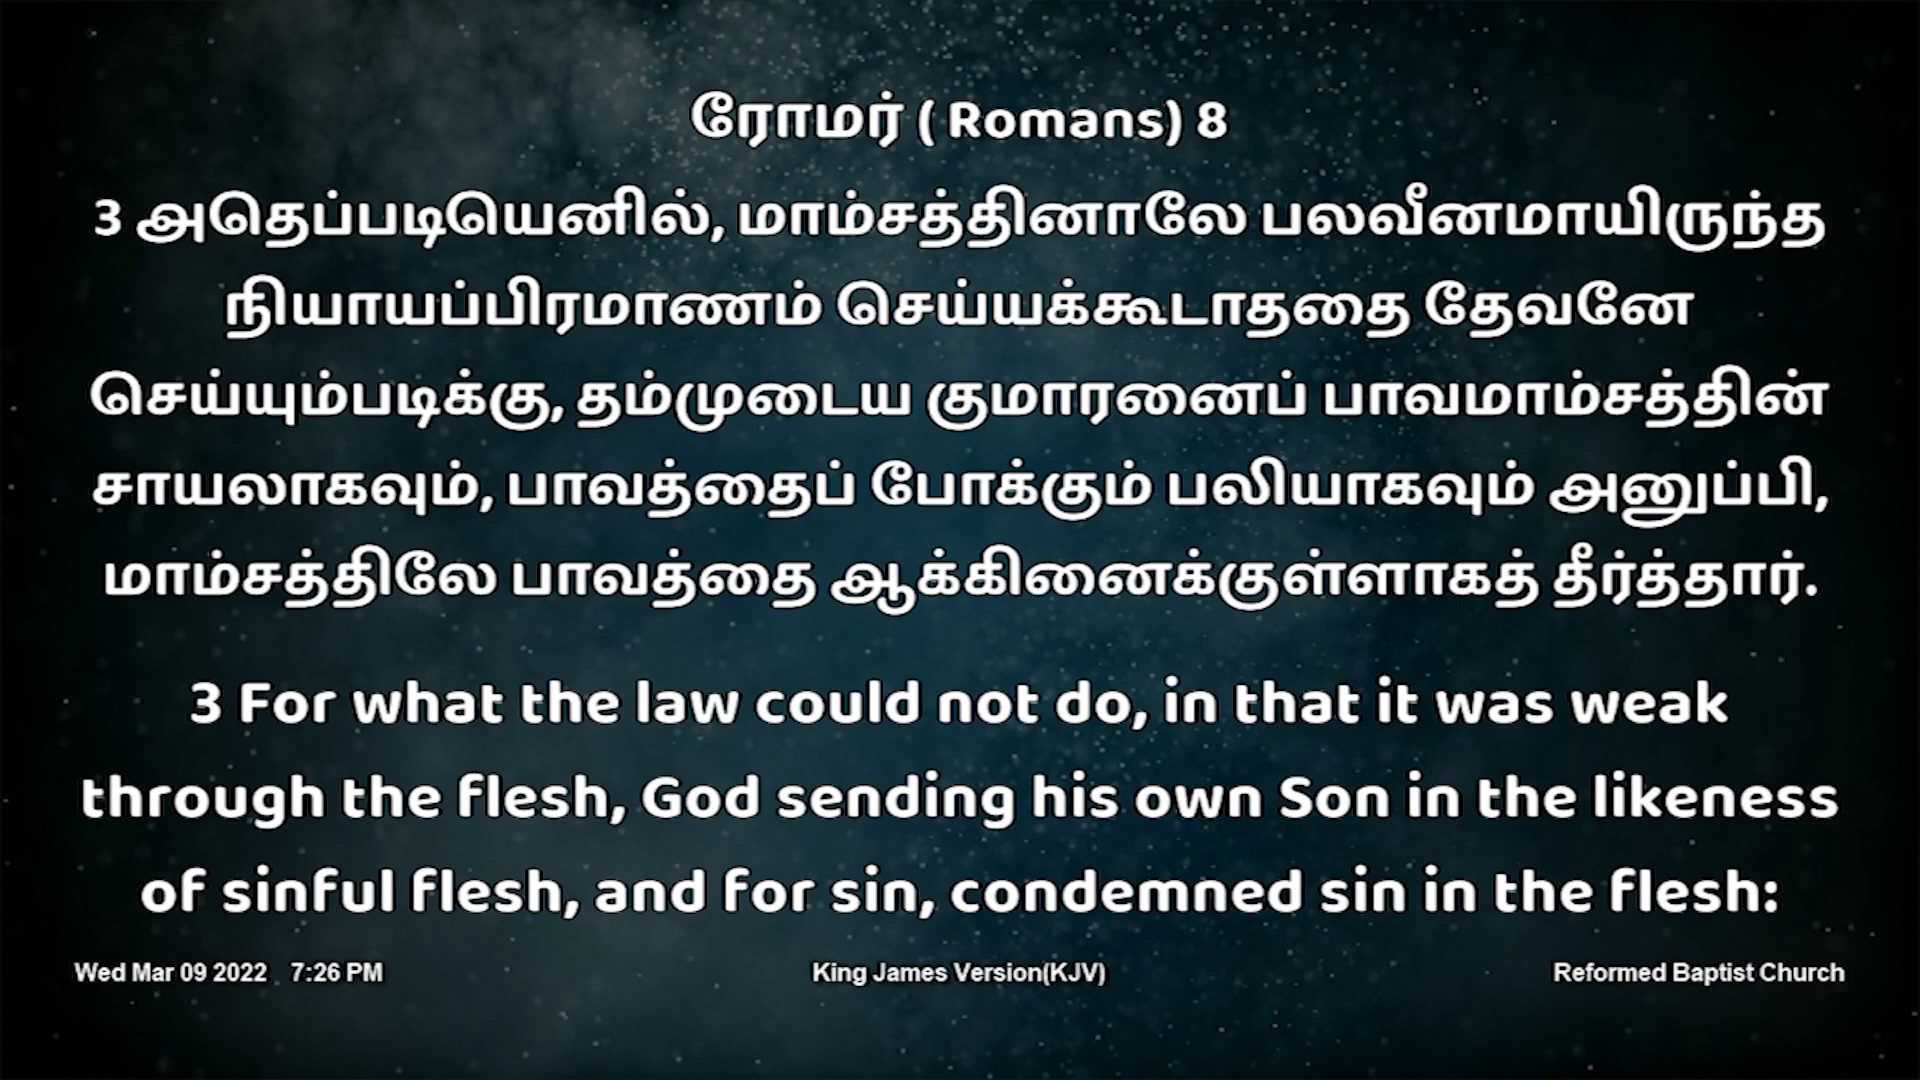 ரோமர் ( Romans) 8
3 அதெப்படியெனில், மாம்சத்தினாலே பலவீனமாயிருந்த
நியாயப்பிரமாணம் செய்யக்கூடாததை தேவனே
செய்யும்படிக்கு, தம்முடைய குமாரனைப் பாவமாம்சத்தின்
சாயலாகவும், பாவத்தைப் போக்கும் பலியாகவும் அனுப்பி,
மாம்சத்திலே பாவத்தை ஆக்கினைக்குள்ளாகத் தீர்த்தார்.
3 For what the law could not do, in that it was weak
through the flesh, God sending his own Son in the likeness
of sinful flesh, and for sin, condemned sin in the flesh:
Wed Mar 09 2022 7:26 PM King James Version(KJV) Reformed Baptist Church